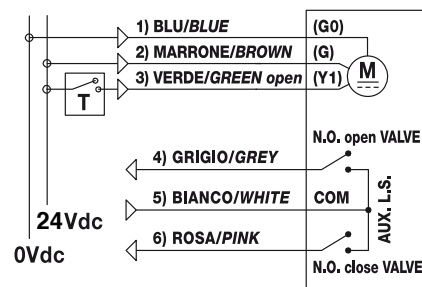 1) BLU/BLUE (G0)
2) MARRONE/BROWN (G)
3) VERDE/GREEN open (Y1)
M
T
N.O. open VALVE
4) GRIGIO/GREY
5) BIANCO/WHITE COM
AUX. L.S.
24Vdc
6) ROSA/PINK
0Vdc
N.O. close VALVE